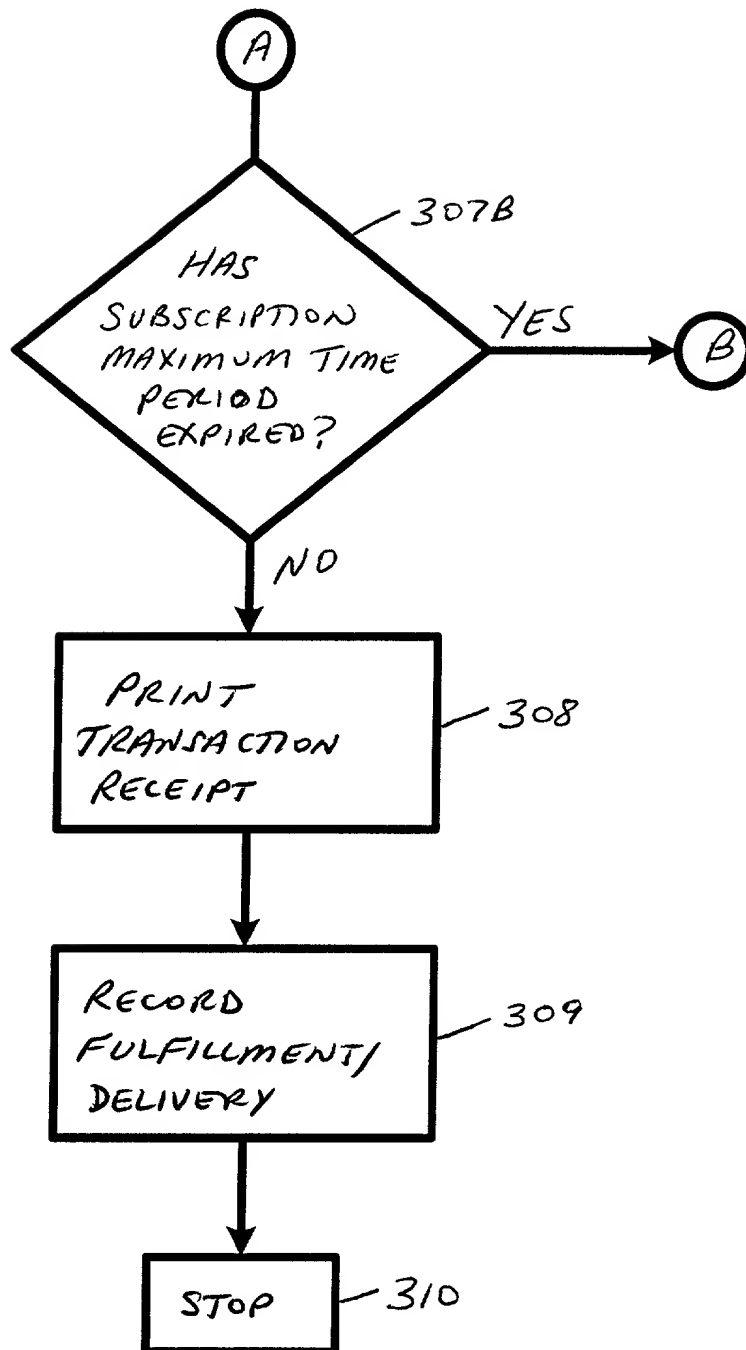 A
307B
HAS
SUBSCRIPTION
MAXIMUM TIME
PERIOD
EXPIRED?
YES
B
NO
PRINT
TRANSACTION
RECEIPT
308
RECORD
FULFILLMENT/
DELIVERY
309
STOP
310